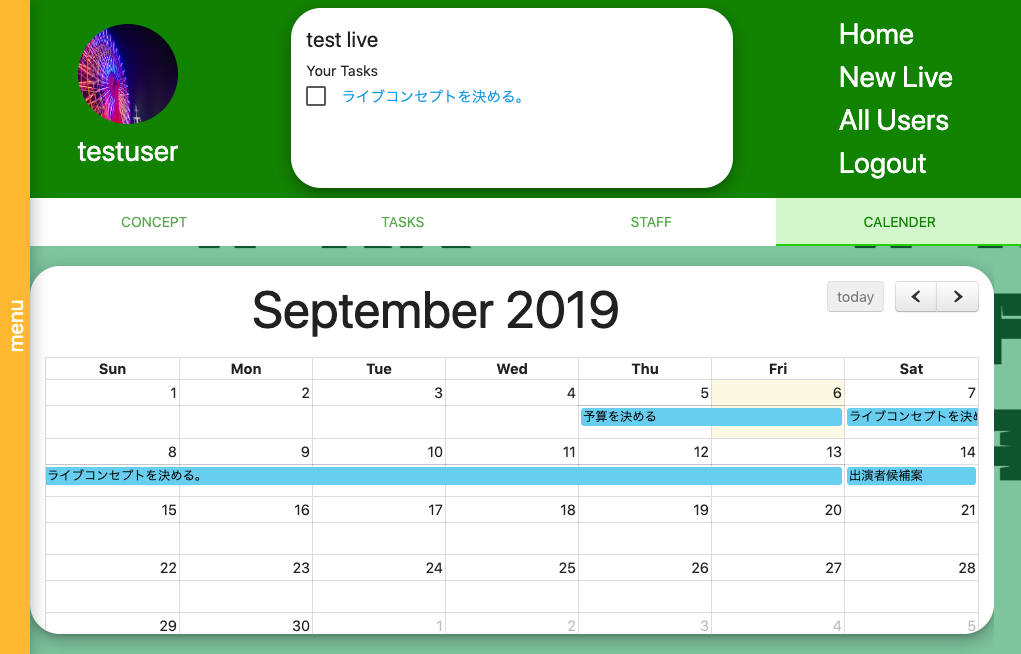 menu
testuser
test live
Your Tasks
ライブコンセプトを決める。
Home
New Live
All Users
Logout
CONCEPT TASKS STAFF CALENDER
September 2019
today
Sun Mon Tue Wed Thu Fri Sat
1 2 3 4 5 6 7
予算を決める ライブコンセプトを決め
8 9 10 11 12 13 14
ライブコンセプトを決める。 出演者候補案
15 16 17 18 19 20 21
22 23 24 25 26 27 28
29 30 1 2 3 4 5